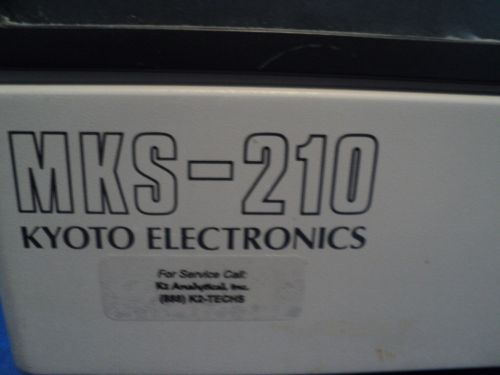 MKS-210
KYOTO ELECTRONICS
For Service Call:
K2 Analytical, Inc.
(888) K2-TECHS